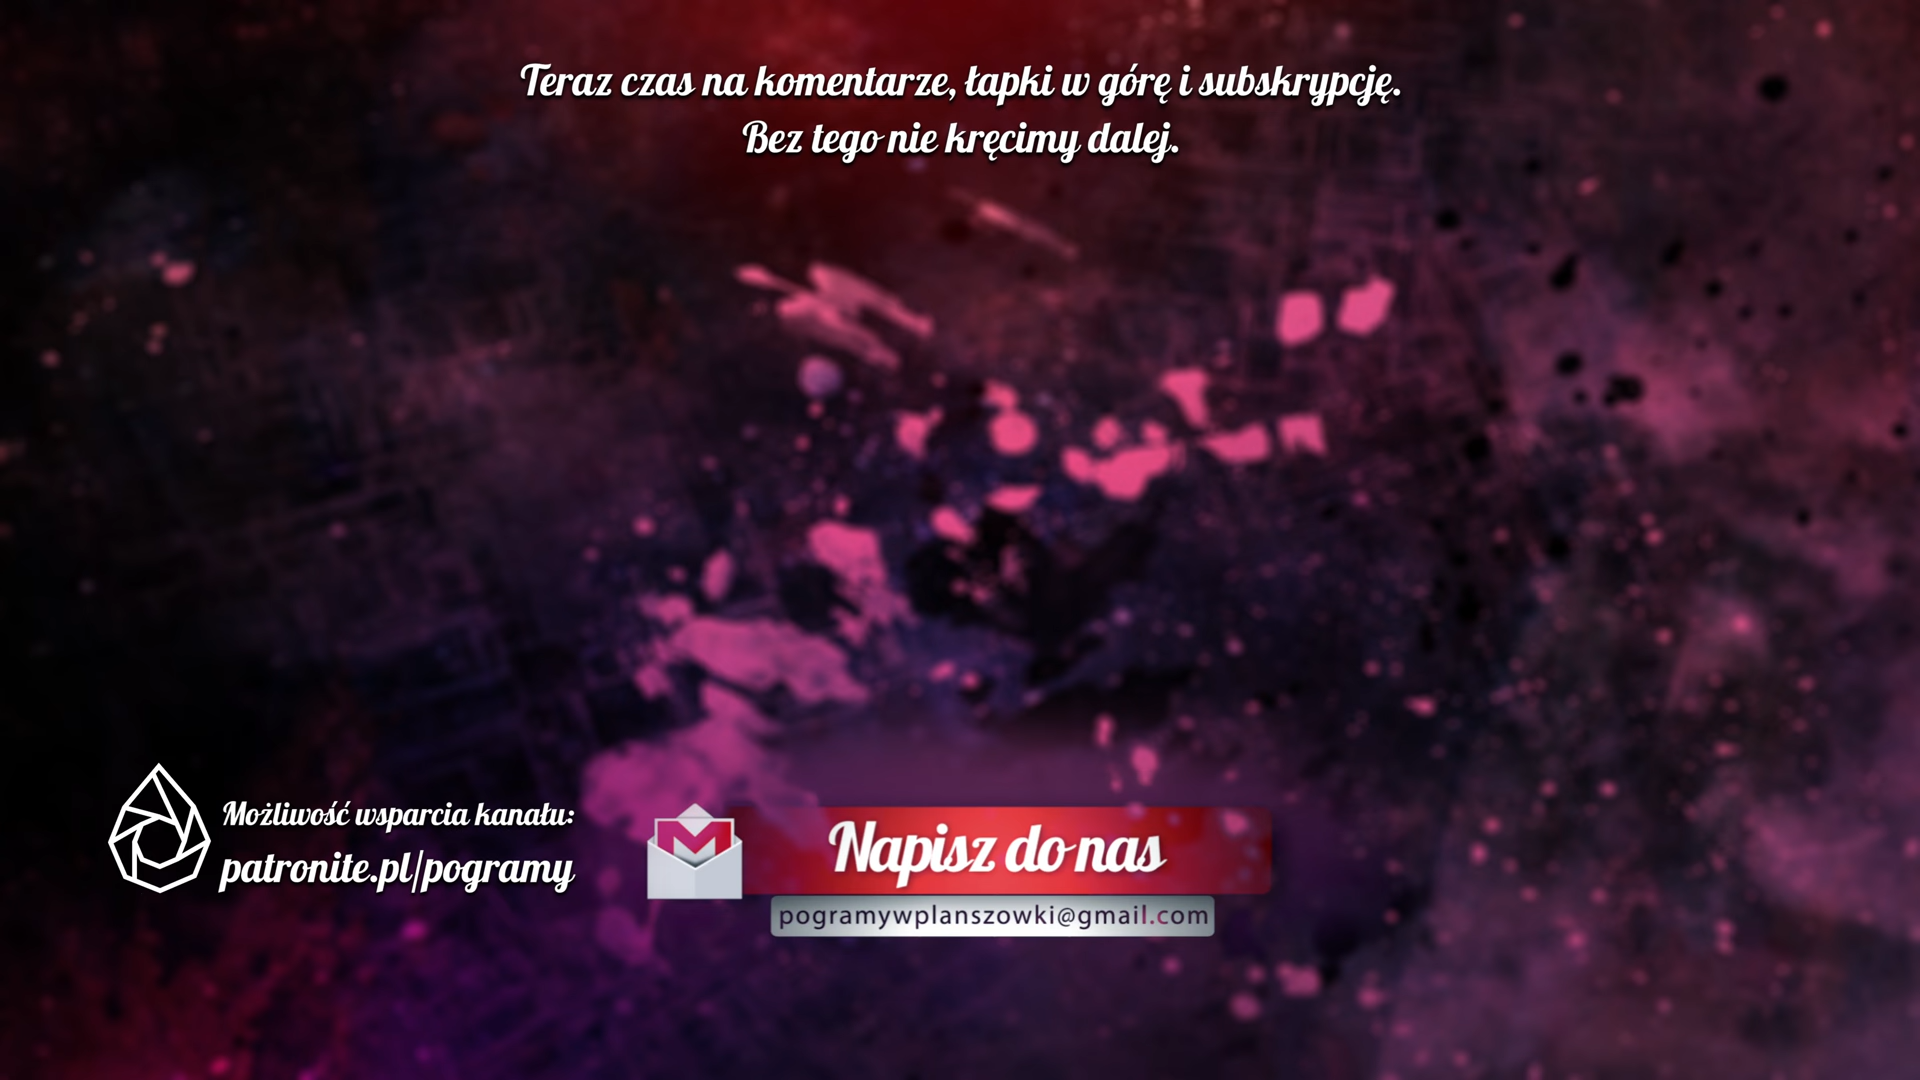 Teraz czas na komentarze, łapki w górę i subskrypcję.
Bez tego nie kręcimy dalej.
Możliwość wsparcia kanału:
patronite.pl/pogramy
Napisz do nas
pogramywplanszowki@gmail.com